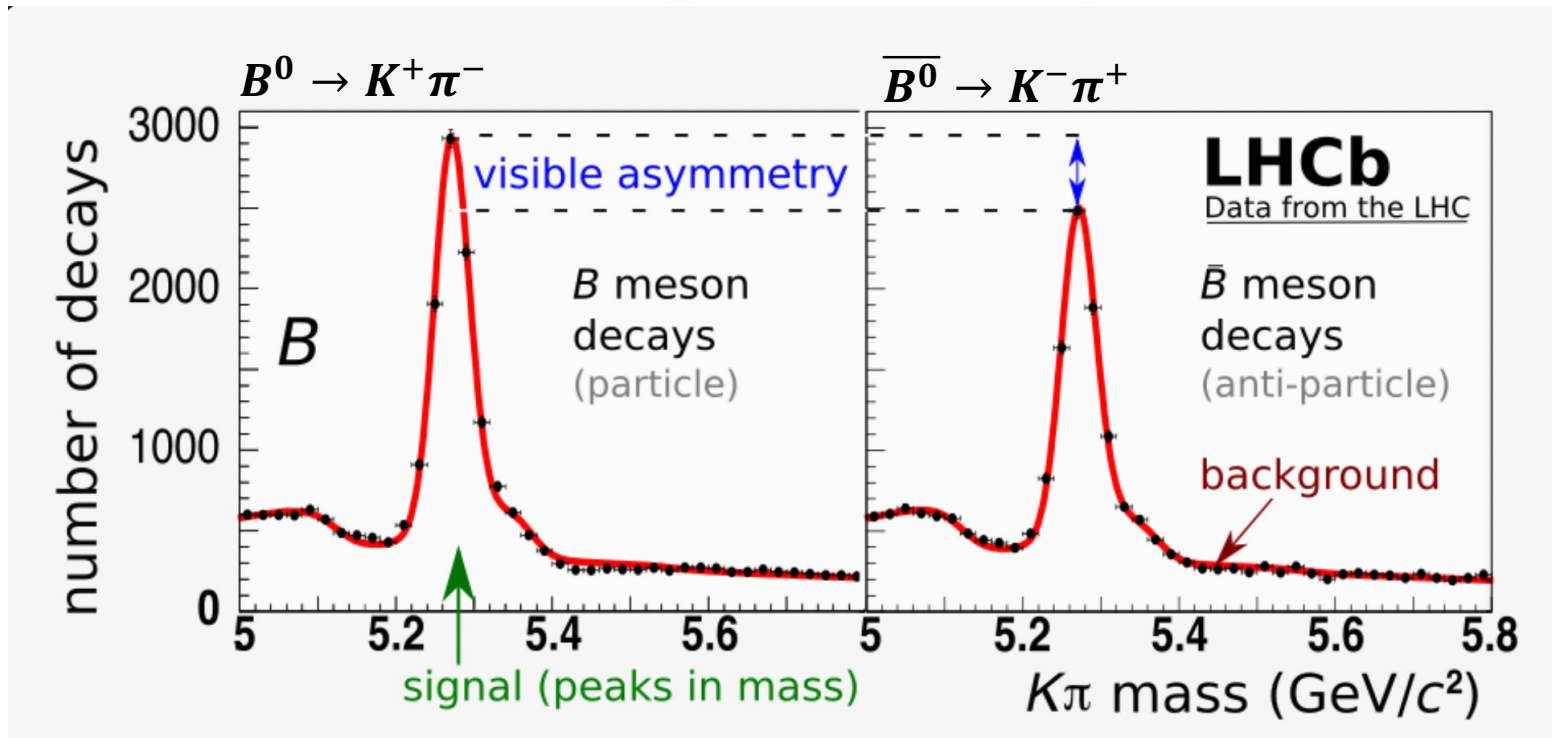 B⁰ → K⁺π⁻
B̅⁰ → K⁻π⁺
number of decays
3000
2000
1000
0
visible asymmetry
B
B meson
decays
(particle)
5
5.2
5.4
5.6
signal (peaks in mass)
LHCb
Data from the LHC
B̄ meson
decays
(anti-particle)
background
5
5.2
5.4
5.6
5.8
Kπ mass (GeV/c²)